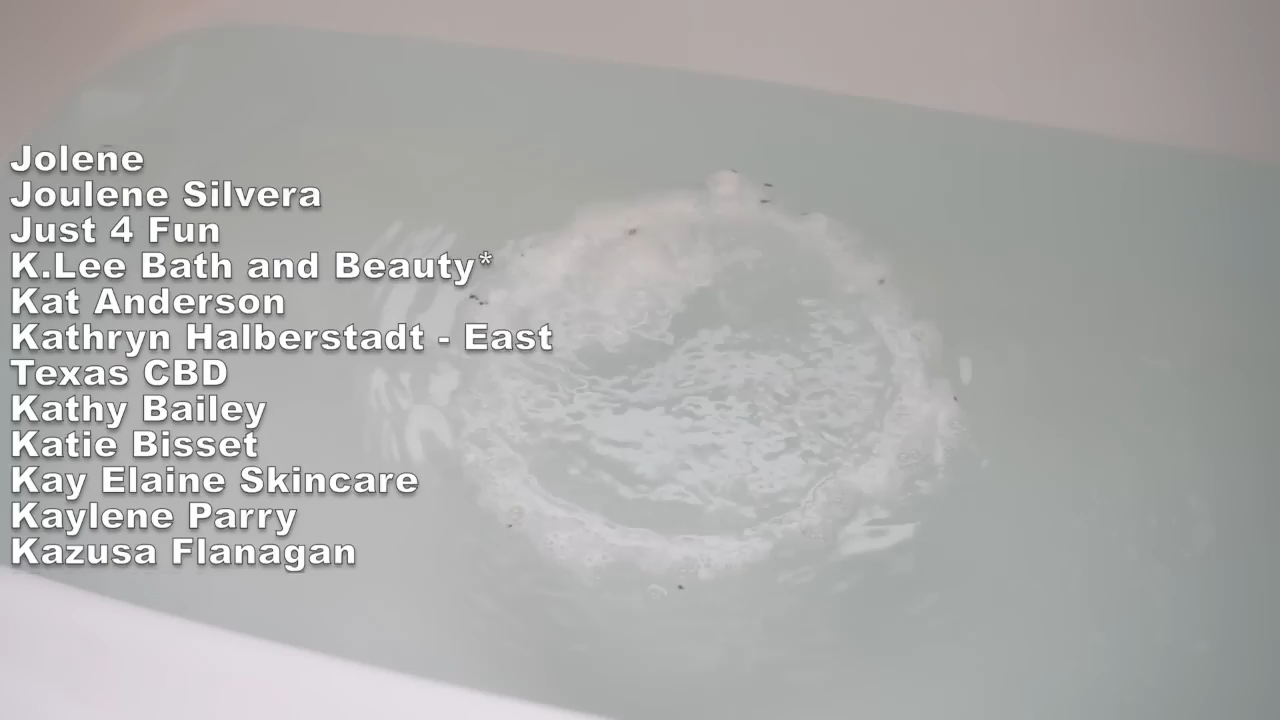 Jolene
Joulene Silvera
Just 4 Fun
K.Lee Bath and Beauty*
Kat Anderson
Kathryn Halberstadt - East
Texas CBD
Kathy Bailey
Katie Bisset
Kay Elaine Skincare
Kaylene Parry
Kazusa Flanagan